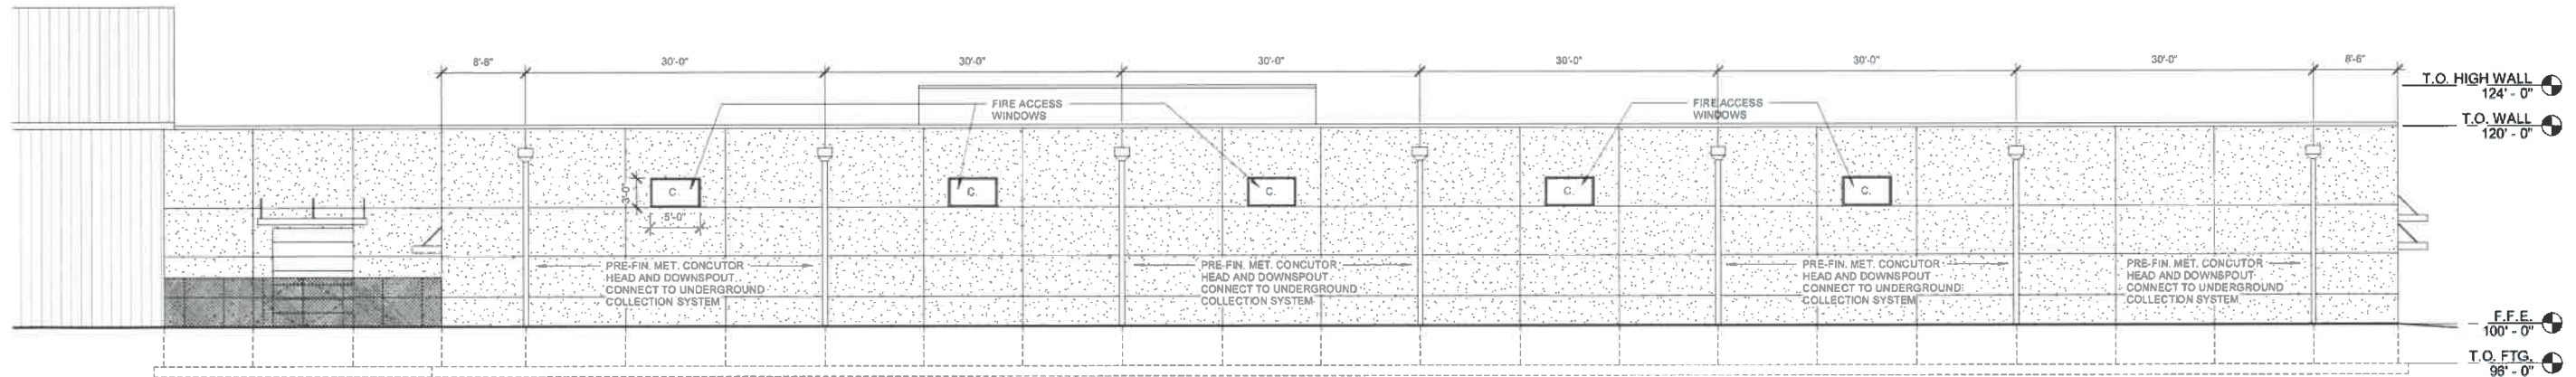 8'-6"
30'-0"
30'-0"
30'-0"
30'-0"
30'-0"
30'-0"
8'-6"
T.O. HIGH WALL
124' - 0"
FIRE ACCESS
WINDOWS
FIRE ACCESS
WINDOWS
T.O. WALL
120' - 0"
3'-0"
C.
C.
C.
C.
C.
5'-0"
PRE-FIN. MET. CONCUTOR
HEAD AND DOWNSPOUT
CONNECT TO UNDERGROUND
COLLECTION SYSTEM
PRE-FIN. MET. CONCUTOR
HEAD AND DOWNSPOUT
CONNECT TO UNDERGROUND
COLLECTION SYSTEM
PRE-FIN. MET. CONCUTOR
HEAD AND DOWNSPOUT
CONNECT TO UNDERGROUND
COLLECTION SYSTEM
PRE-FIN. MET. CONCUTOR
HEAD AND DOWNSPOUT
CONNECT TO UNDERGROUND
COLLECTION SYSTEM
F.F.E.
100' - 0"
T.O. FTG.
96' - 0"